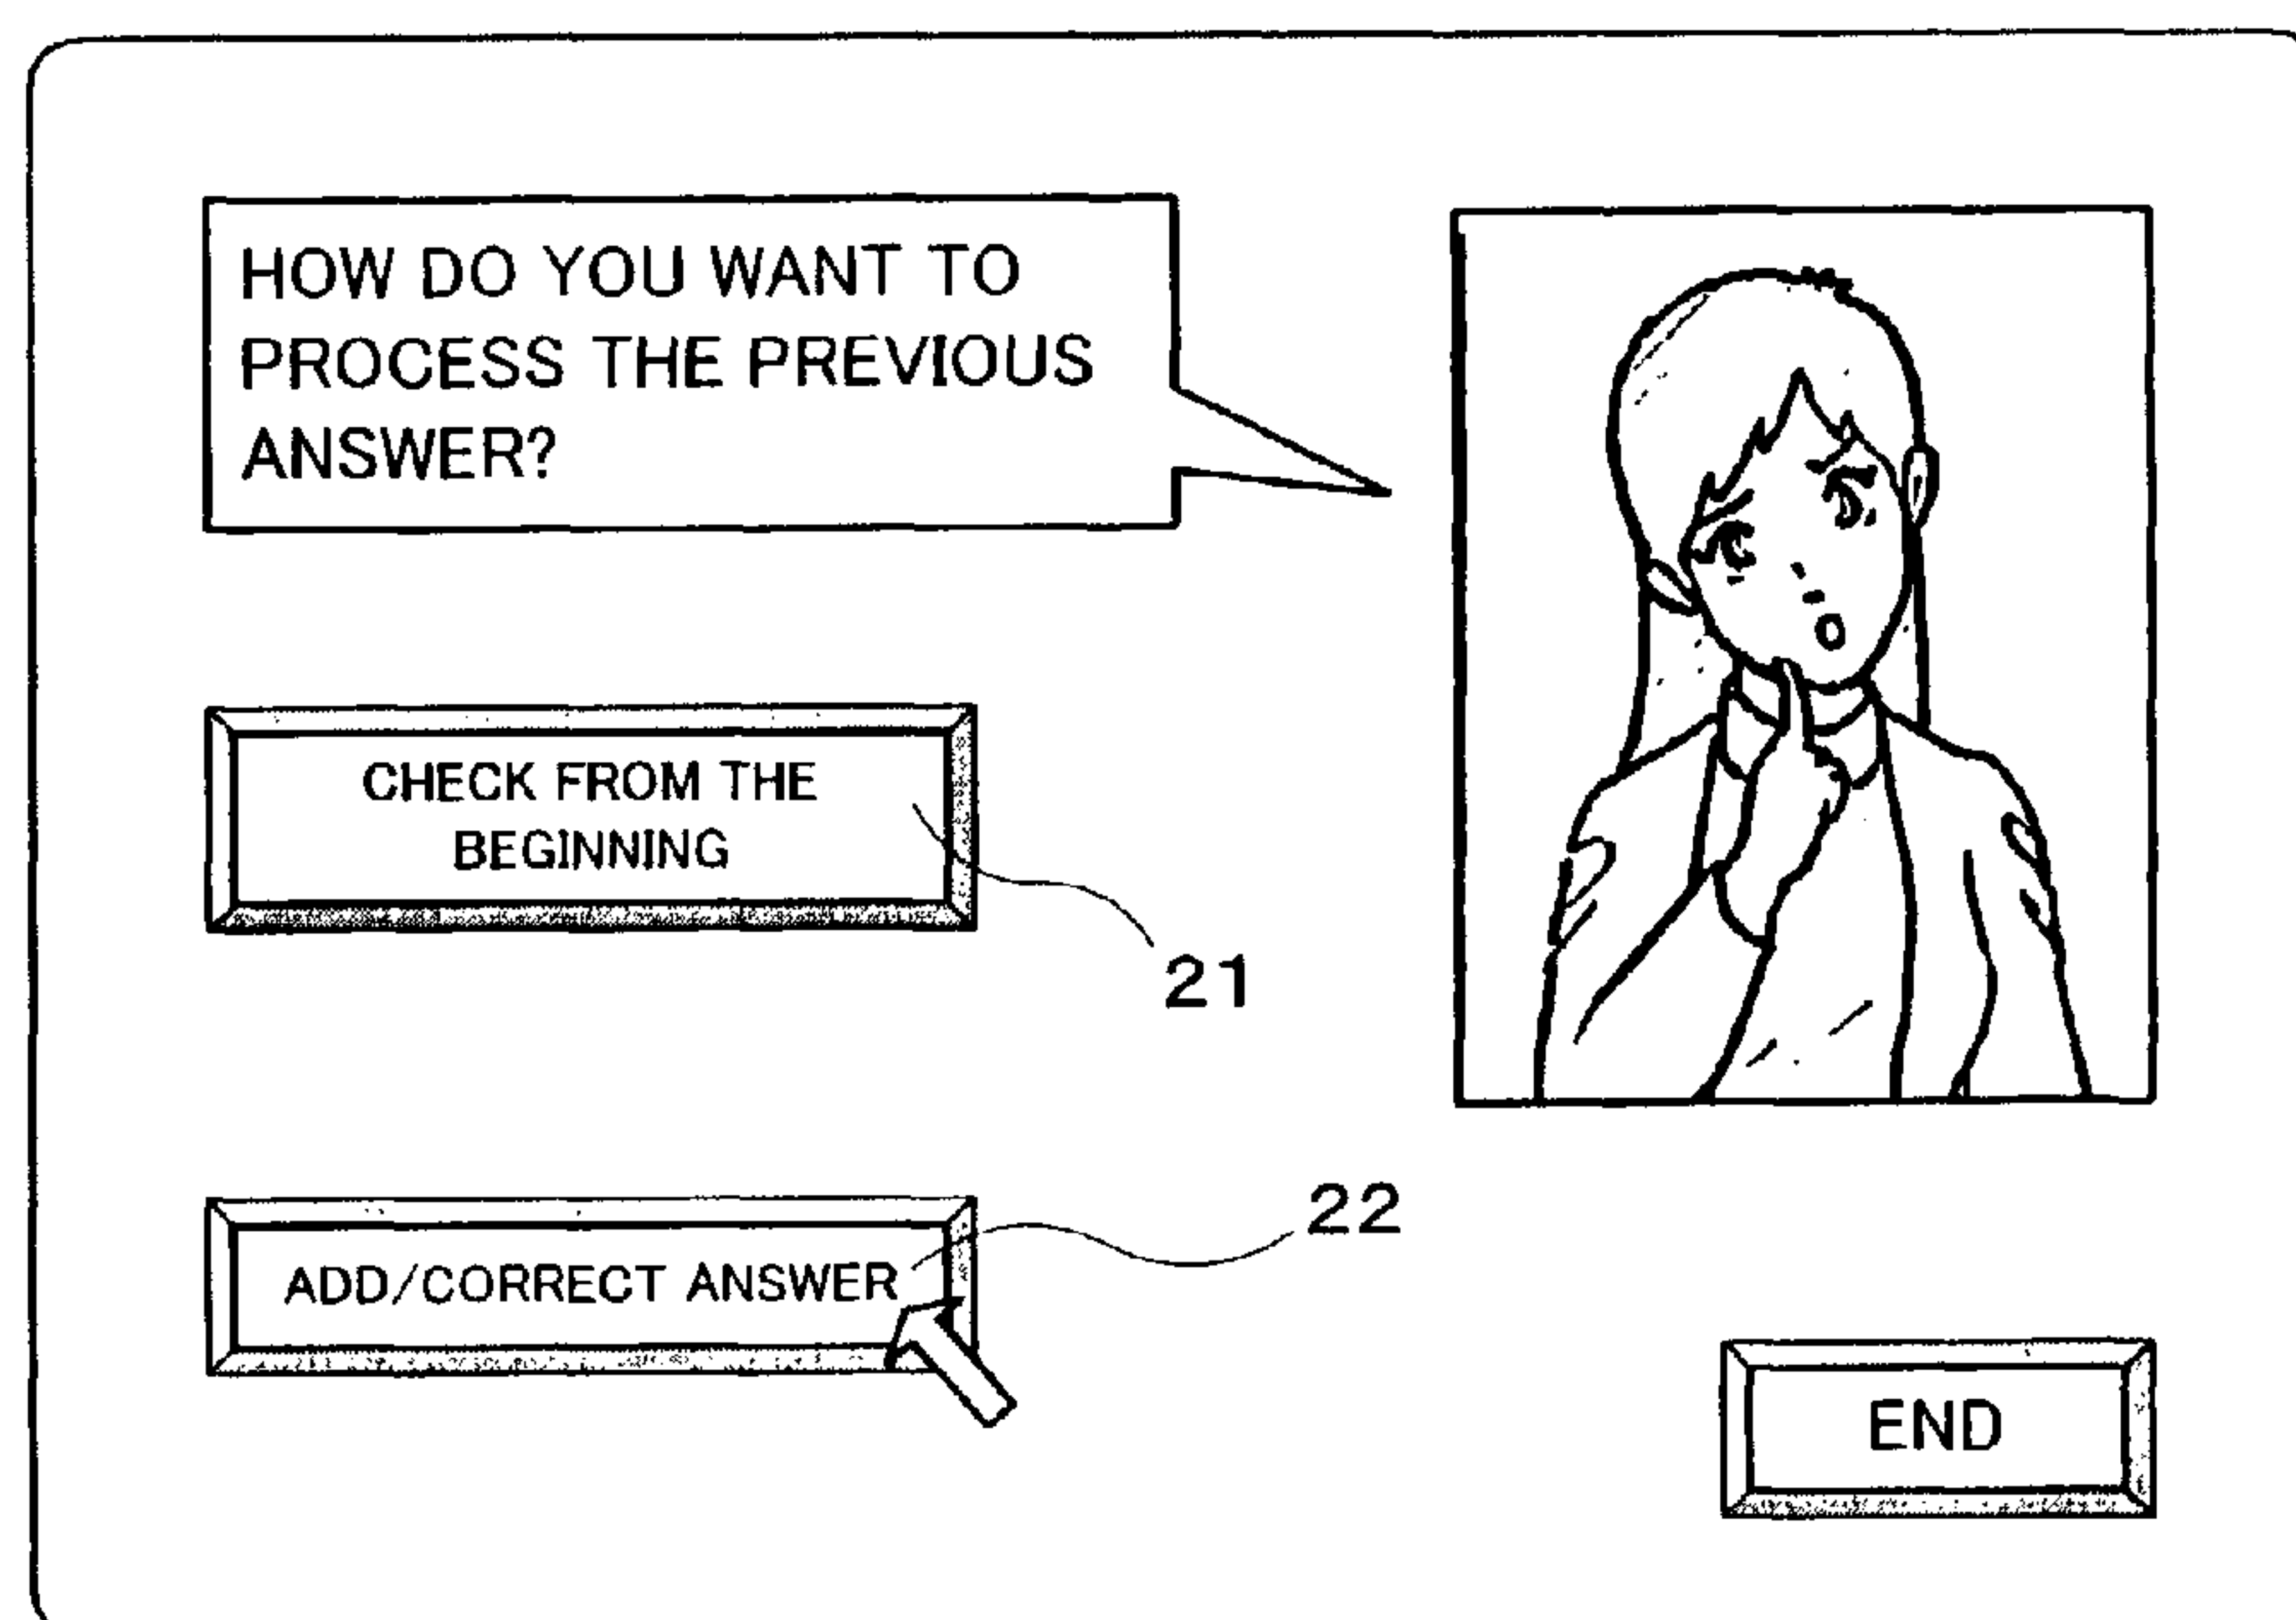 HOW DO YOU WANT TO
PROCESS THE PREVIOUS
ANSWER?
CHECK FROM THE
BEGINNING
21
22
ADD/CORRECT ANSWER
END